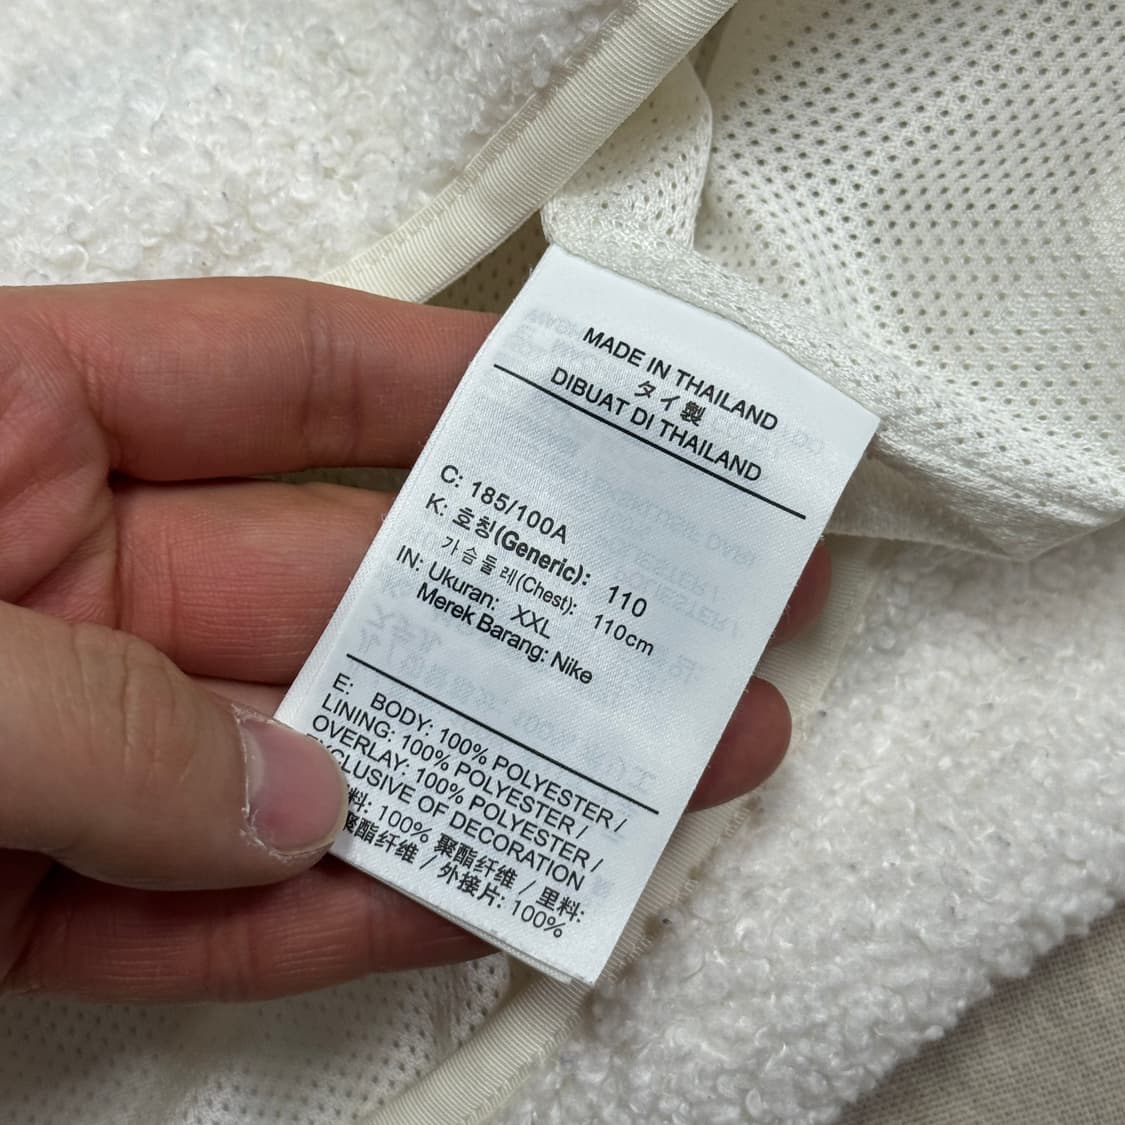 MADE IN THAILAND
タイ製
DIBUAT DI THAILAND
C: 185/100A
K: 호칭(Generic): 110
가슴둘레(Chest): 110cm
IN: Ukuran: XXL
Merek Barang: Nike
E: BODY: 100% POLYESTER /
LINING: 100% POLYESTER /
OVERLAY: 100% POLYESTER /
EXCLUSIVE OF DECORATION
料: 100% 聚酯纤维 / 里料:
聚酯纤维 / 外接片: 100%